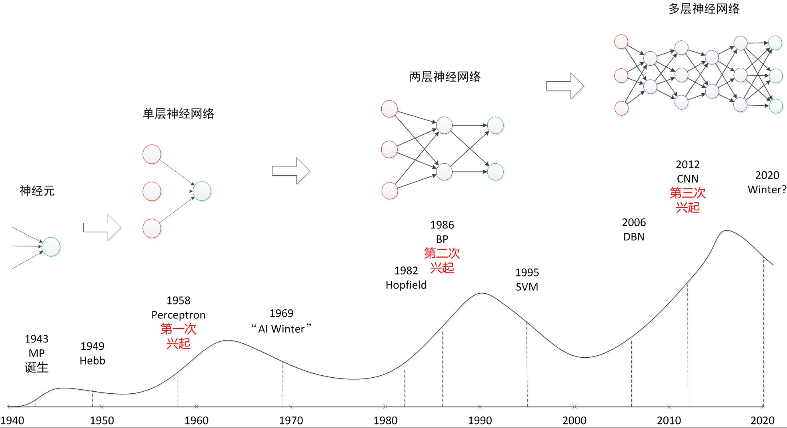 多层神经网络
两层神经网络
单层神经网络
神经元
1943
MP
诞生
1949
Hebb
1958
Perceptron
第一次
兴起
1969
“AI Winter”
1982
Hopfield
1986
BP
第二次
兴起
1995
SVM
2006
DBN
2012
CNN
第三次
兴起
2020
Winter?
1940 1950 1960 1970 1980 1990 2000 2010 2020